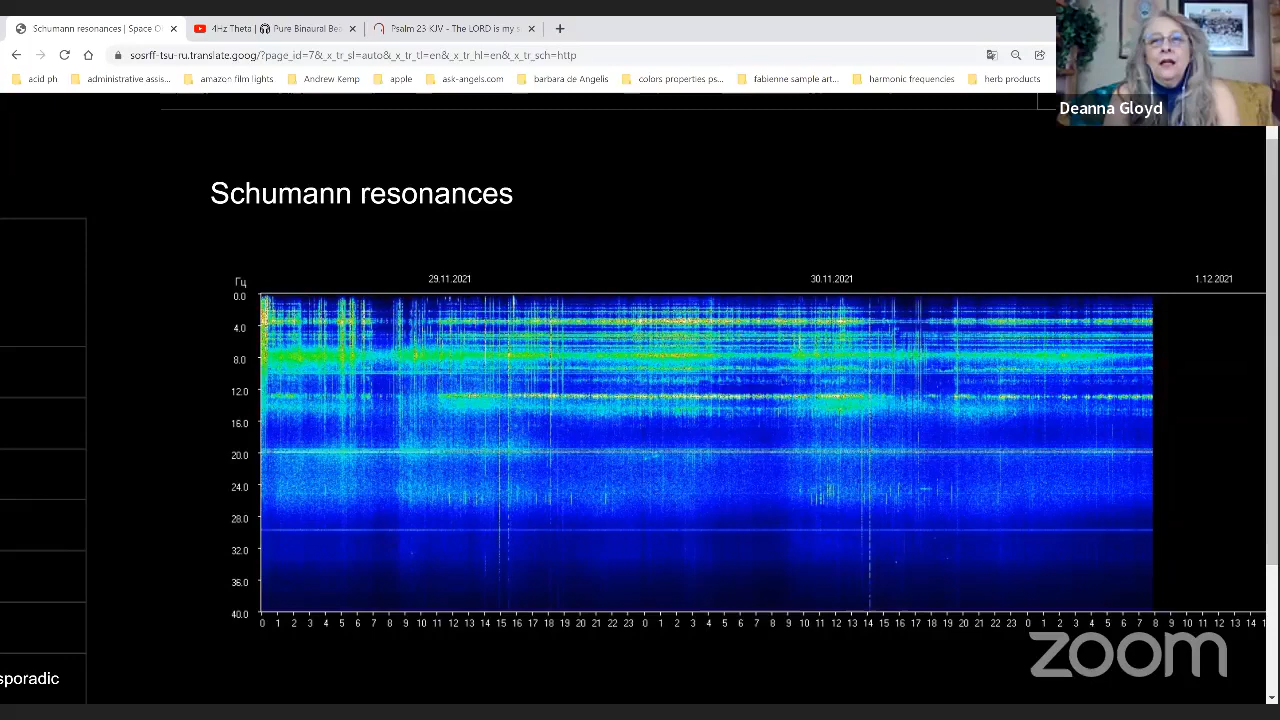 Schumann resonances | Space O
4Hz Theta |
Pure Binaural Bea
Psalm 23 KJV - The LORD is my s
sosrff-tsu-ru.translate.goog/?page_id=7&_x_tr_sl=auto&_x_tr_tl=en&_x_tr_hl=en&_x_tr_sch=http
acid ph
administrative assis...
amazon film lights
Andrew Kemp
apple
ask-angels.com
barbara de Angelis
colors properties ps...
fabienne sample art...
harmonic frequencies
herb products
Deanna Gloyd
Schumann resonances
29.11.2021 30.11.2021 1.12.2021
Гц
0.0
4.0
8.0
12.0
16.0
20.0
24.0
28.0
32.0
36.0
40.0
0 1 2 3 4 5 6 7 8 9 10 11 12 13 14 15 16 17 18 19 20 21 22 23 0 1 2 3 4 5 6 7 8 9 10 11 12 13 14 15 16 17 18 19 20 21 22 23 0 1 2 3 4 5 6 7 8 9 10 11 12 13 14 1
zoom
sporadic